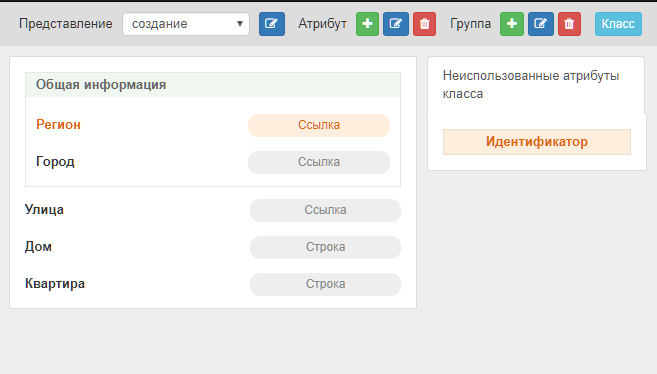 Представление создание Атрибут Группа Класс
Общая информация
Регион Ссылка
Город Ссылка
Улица Ссылка
Дом Строка
Квартира Строка
Неиспользованные атрибуты
класса
Идентификатор